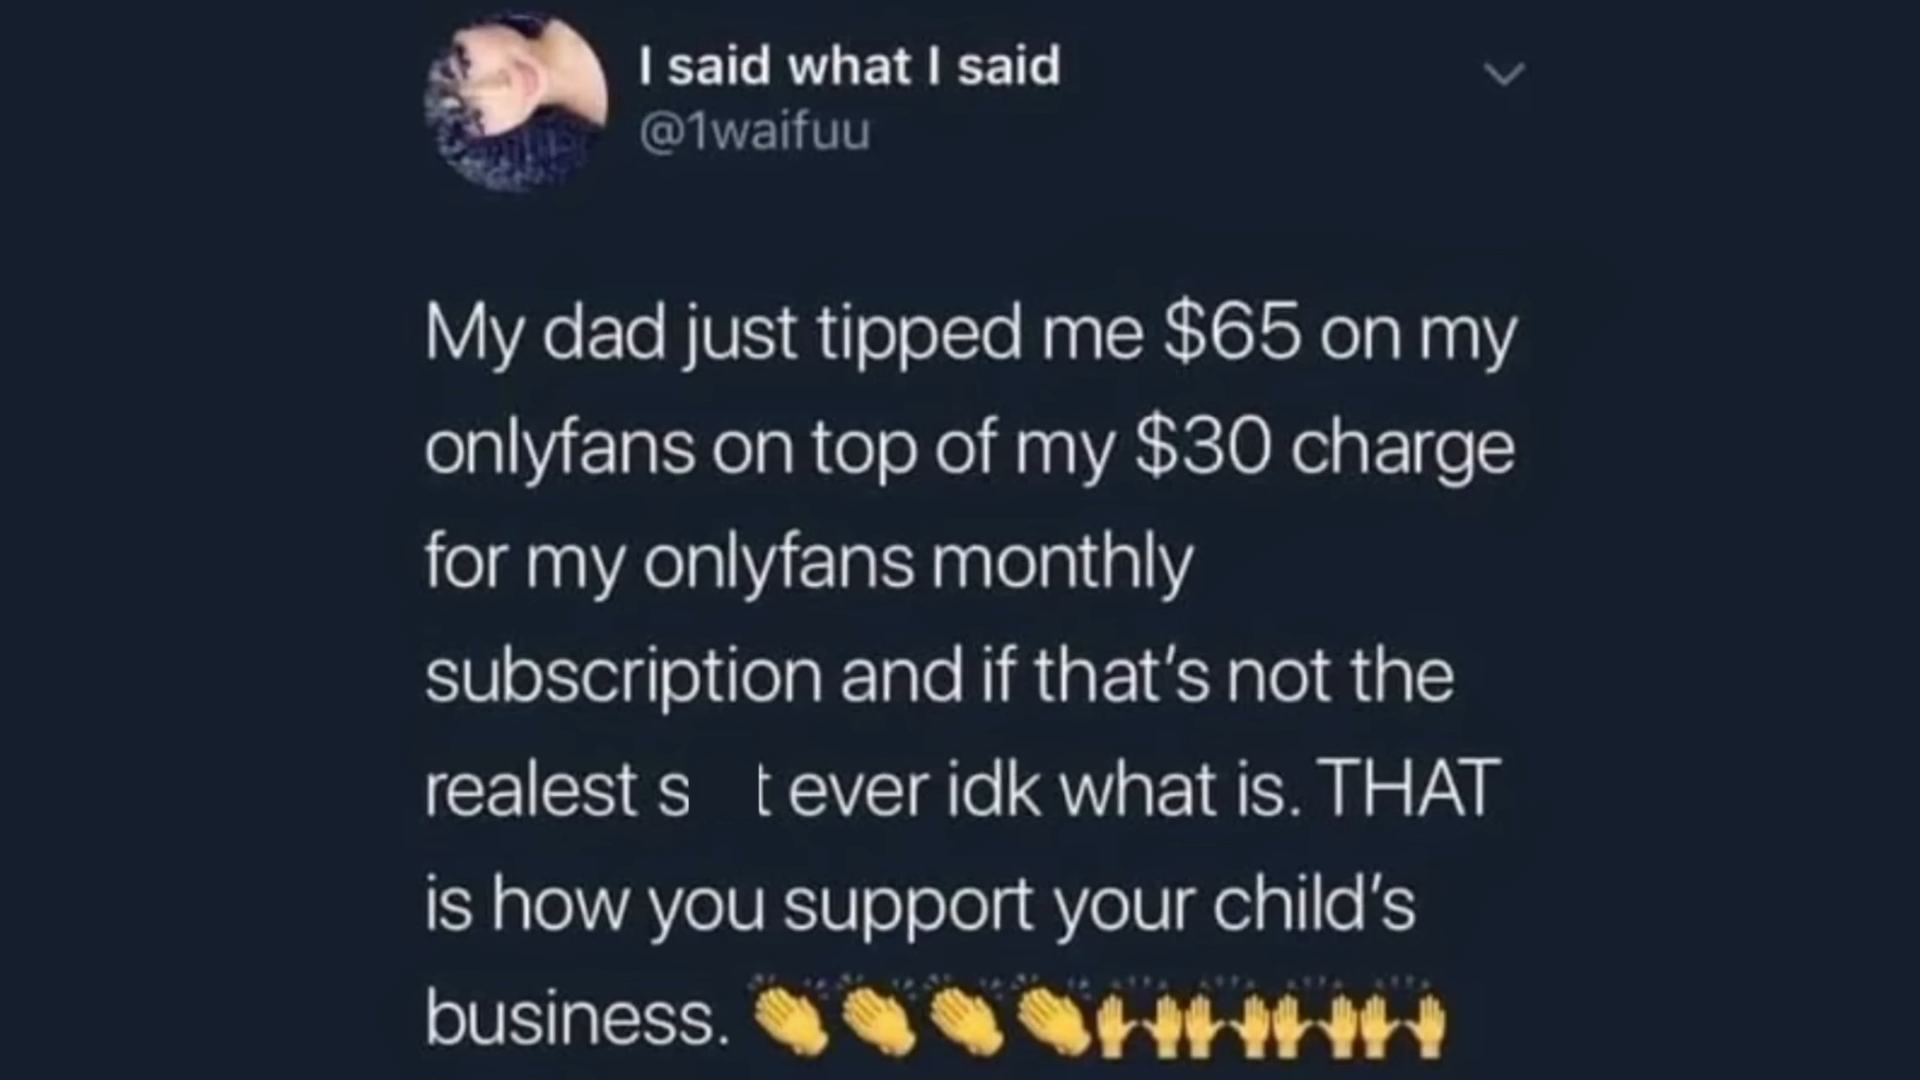 I said what I said
@1waifuu
My dad just tipped me $65 on my
onlyfans on top of my $30 charge
for my onlyfans monthly
subscription and if that's not the
realest s t ever idk what is. THAT
is how you support your child's
business. 👏👏👏👏🙌🙌🙌🙌